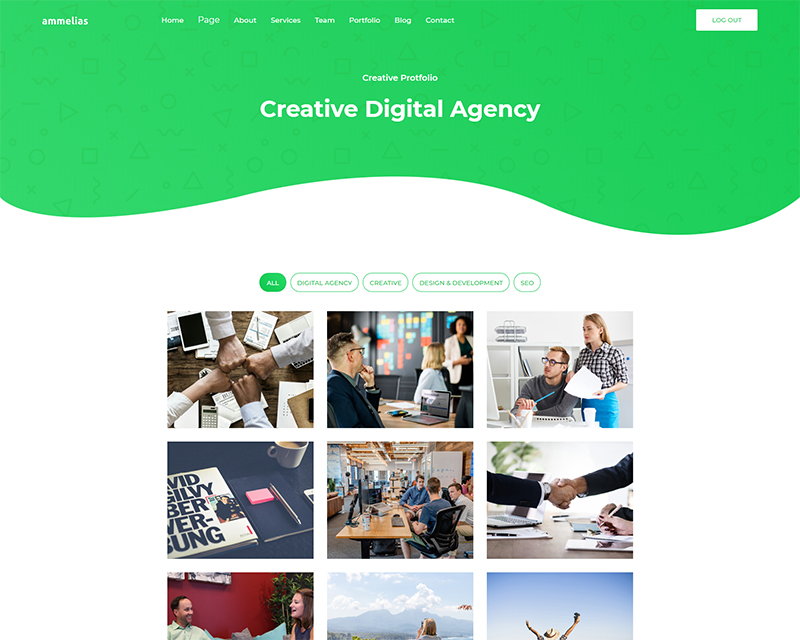 ammelias Home Page About Services Team Portfolio Blog Contact LOG OUT
Creative Protfolio
Creative Digital Agency
ALL DIGITAL AGENCY CREATIVE DESIGN & DEVELOPMENT SEO
VID
GILVY
BER
VER-
BUNG